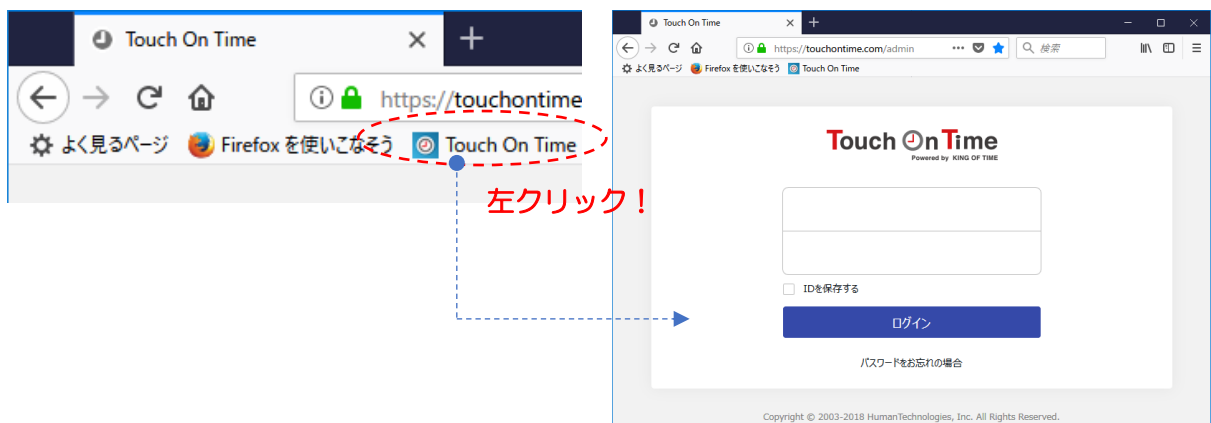 Touch On Time
https://touchontime
よく見るページ Firefox を使いこなそう Touch On Time
左クリック！
Touch On Time
https://touchontime.com/admin 検索
よく見るページ Firefox を使いこなそう Touch On Time
Touch On Time
Powered by KING OF TIME
IDを保存する
ログイン
パスワードをお忘れの場合
Copyright © 2003-2018 HumanTechnologies, Inc. All Rights Reserved.